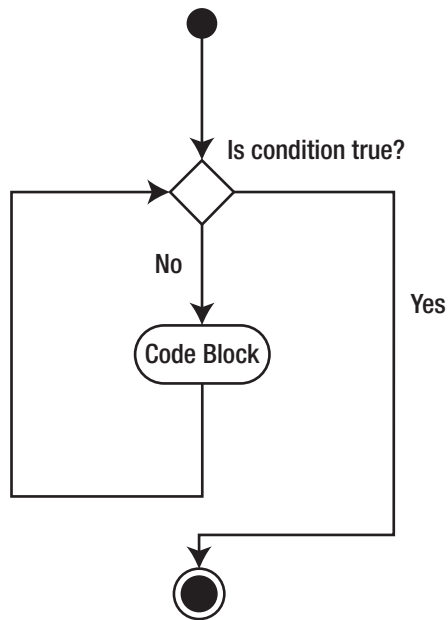 Is condition true?
No
Yes
Code Block